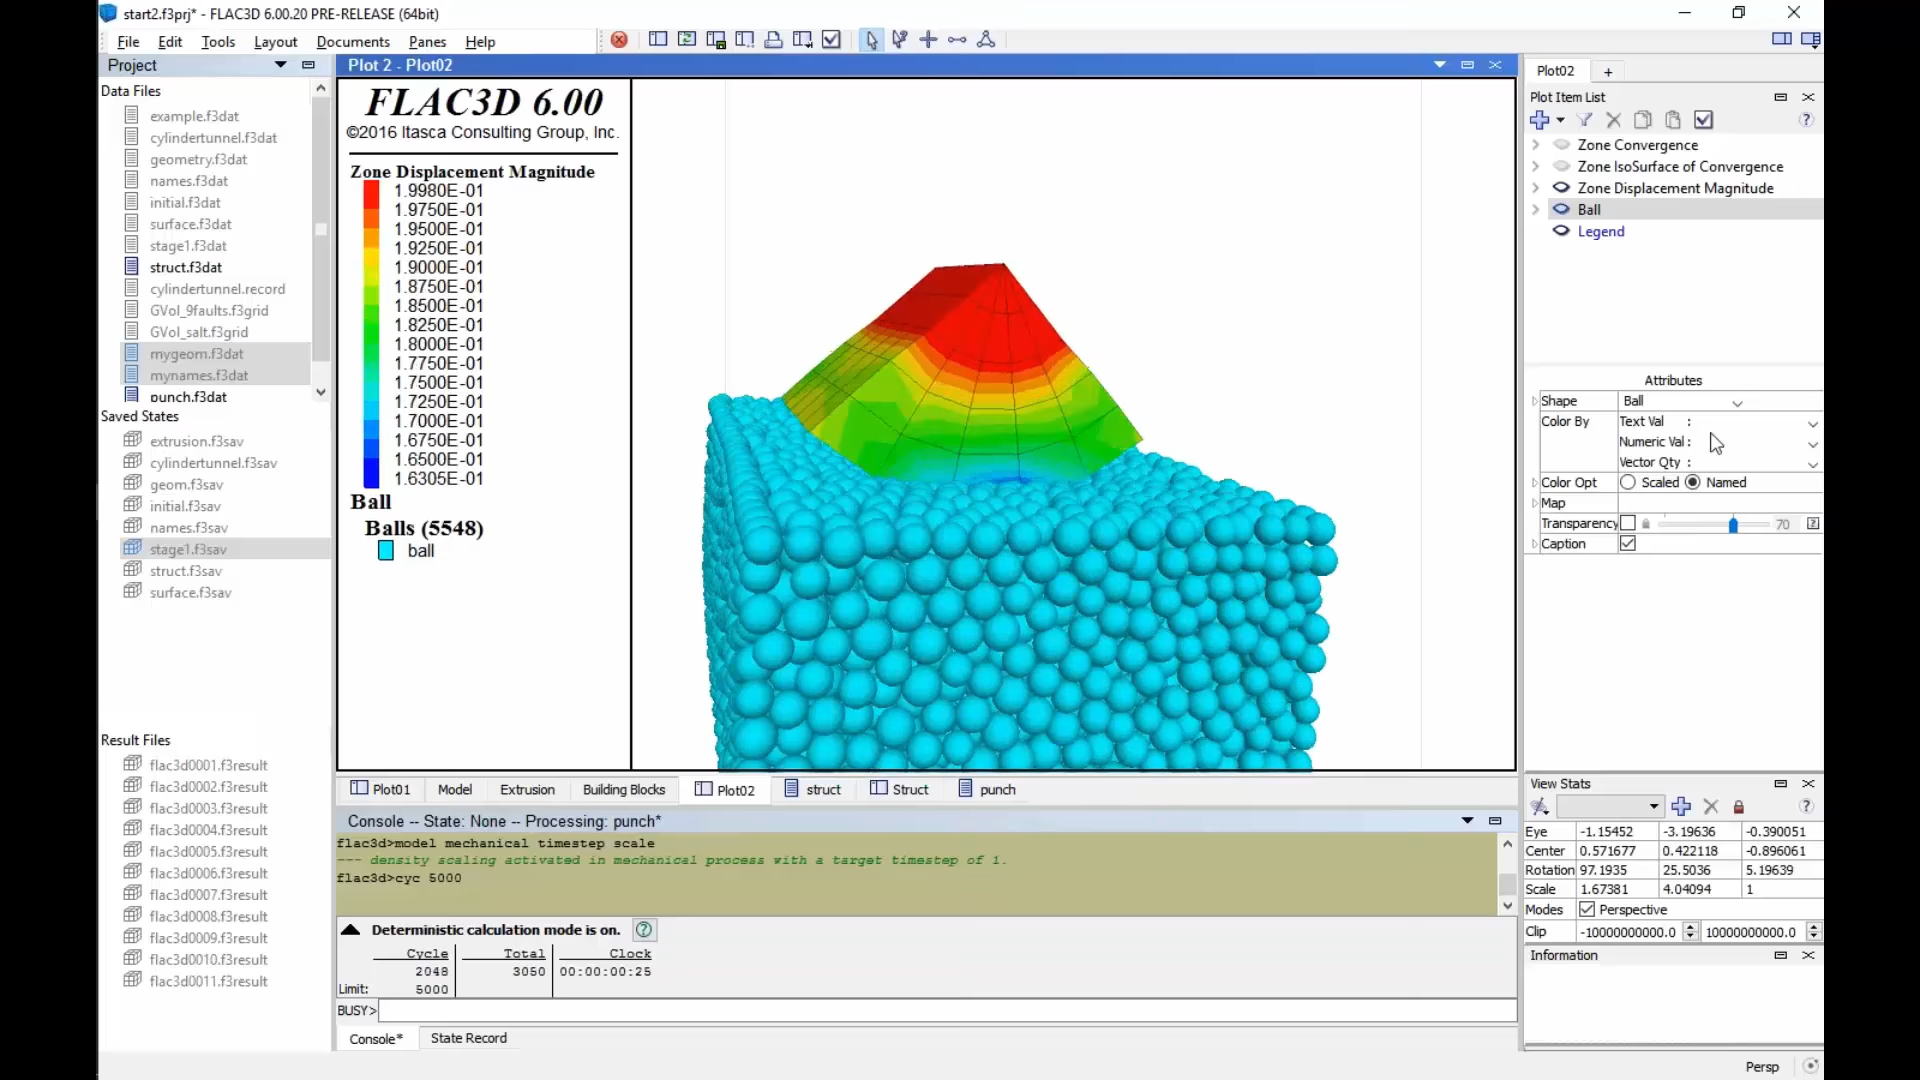 start2.f3prj* - FLAC3D 6.00.20 PRE-RELEASE (64bit)
File Edit Tools Layout Documents Panes Help
Project
Data Files
example.f3dat
cylindertunnel.f3dat
geometry.f3dat
names.f3dat
initial.f3dat
surface.f3dat
stage1.f3dat
struct.f3dat
cylindertunnel.record
GVol_9faults.f3grid
GVol_salt.f3grid
mygeom.f3dat
mynames.f3dat
punch.f3dat
Saved States
extrusion.f3sav
cylindertunnel.f3sav
geom.f3sav
initial.f3sav
names.f3sav
stage1.f3sav
struct.f3sav
surface.f3sav
Result Files
flac3d0001.f3result
flac3d0002.f3result
flac3d0003.f3result
flac3d0004.f3result
flac3d0005.f3result
flac3d0006.f3result
flac3d0007.f3result
flac3d0008.f3result
flac3d0009.f3result
flac3d0010.f3result
flac3d0011.f3result
Plot 2 - Plot02
FLAC3D 6.00
©2016 Itasca Consulting Group, Inc.
Zone Displacement Magnitude
1.9980E-01
1.9750E-01
1.9500E-01
1.9250E-01
1.9000E-01
1.8750E-01
1.8500E-01
1.8250E-01
1.8000E-01
1.7750E-01
1.7500E-01
1.7250E-01
1.7000E-01
1.6750E-01
1.6500E-01
1.6305E-01
Ball
Balls (5548)
ball
Plot01 Model Extrusion Building Blocks Plot02 struct Struct punch
Console -- State: None -- Processing: punch*
flac3d>model mechanical timestep scale
--- density scaling activated in mechanical process with a target timestep of 1.
flac3d>cyc 5000
Deterministic calculation mode is on.
Cycle Total Clock
2048 3050 00:00:00:25
Limit: 5000
BUSY>
Console* State Record
Plot02 +
Plot Item List
Zone Convergence
Zone IsoSurface of Convergence
Zone Displacement Magnitude
Ball
Legend
Attributes
Shape Ball
Color By Text Val :
Numeric Val :
Vector Qty :
Color Opt Scaled Named
Map
Transparency 70
Caption
View Stats
Eye -1.15452 -3.19636 -0.390051
Center 0.571677 0.422118 -0.896061
Rotation 97.1935 25.5036 5.19639
Scale 1.67381 4.04094 1
Modes Perspective
Clip -10000000000.0 10000000000.0
Information
Persp